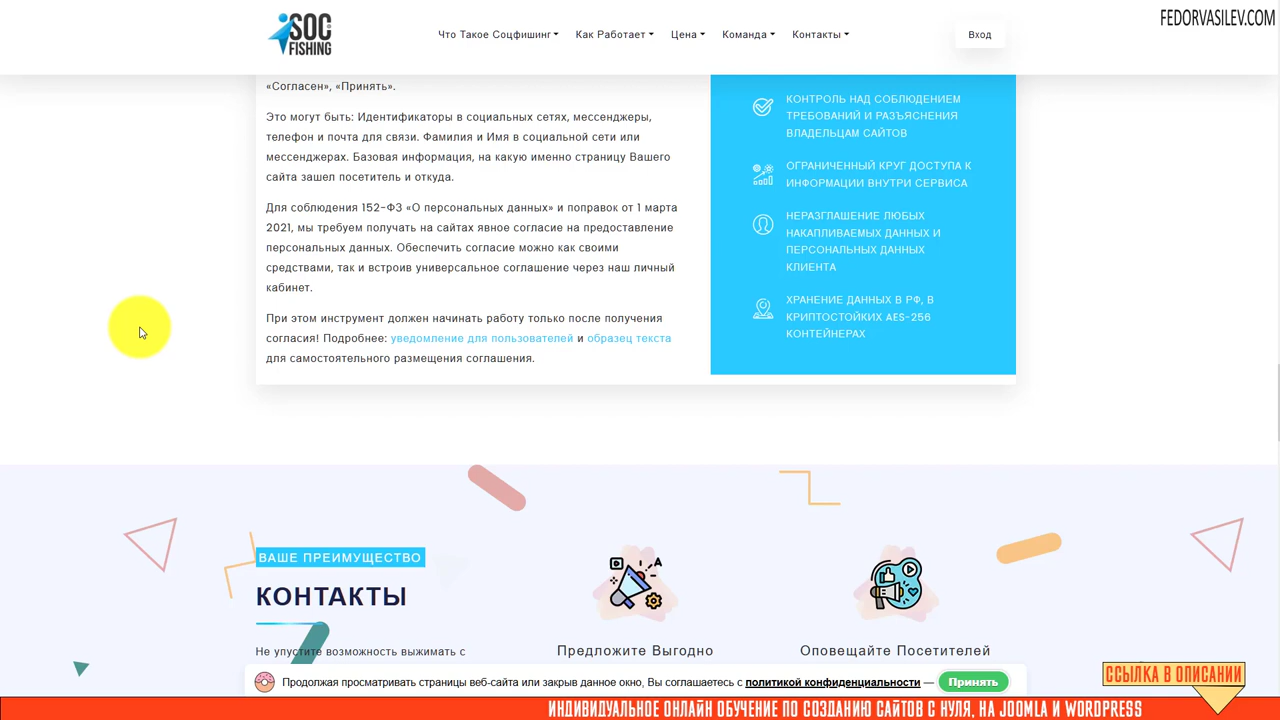 FEDORVASILEV.COM
SOC
FISHING
Что Такое Соцфишинг
Как Работает
Цена
Команда
Контакты
Вход
«Согласен», «Принять».
Это могут быть: Идентификаторы в социальных сетях, мессенджеры,
телефон и почта для связи. Фамилия и Имя в социальной сети или
мессенджерах. Базовая информация, на какую именно страницу Вашего
сайта зашел посетитель и откуда.
Для соблюдения 152-ФЗ «О персональных данных» и поправок от 1 марта
2021, мы требуем получать на сайтах явное согласие на предоставление
персональных данных. Обеспечить согласие можно как своими
средствами, так и встроив универсальное соглашение через наш личный
кабинет.
При этом инструмент должен начинать работу только после получения
согласия! Подробнее: уведомление для пользователей и образец текста
для самостоятельного размещения соглашения.
КОНТРОЛЬ НАД СОБЛЮДЕНИЕМ
ТРЕБОВАНИЙ И РАЗЪЯСНЕНИЯ
ВЛАДЕЛЬЦАМ САЙТОВ
ОГРАНИЧЕННЫЙ КРУГ ДОСТУПА К
ИНФОРМАЦИИ ВНУТРИ СЕРВИСА
НЕРАЗГЛАШЕНИЕ ЛЮБЫХ
НАКАПЛИВАЕМЫХ ДАННЫХ И
ПЕРСОНАЛЬНЫХ ДАННЫХ
КЛИЕНТА
ХРАНЕНИЕ ДАННЫХ В РФ, В
КРИПТОСТОЙКИХ AES-256
КОНТЕЙНЕРАХ
ВАШЕ ПРЕИМУЩЕСТВО
КОНТАКТЫ
Не упустите возможность выжимать с
Предложите Выгодно
Оповещайте Посетителей
Продолжая просматривать страницы веб-сайта или закрыв данное окно, Вы соглашаетесь с политикой конфиденциальности — Принять
ССЫЛКА В ОПИСАНИИ
ИНДИВИДУАЛЬНОЕ ОНЛАЙН ОБУЧЕНИЕ ПО СОЗДАНИЮ САЙТОВ С НУЛЯ, НА JOOMLA И WORDPRESS